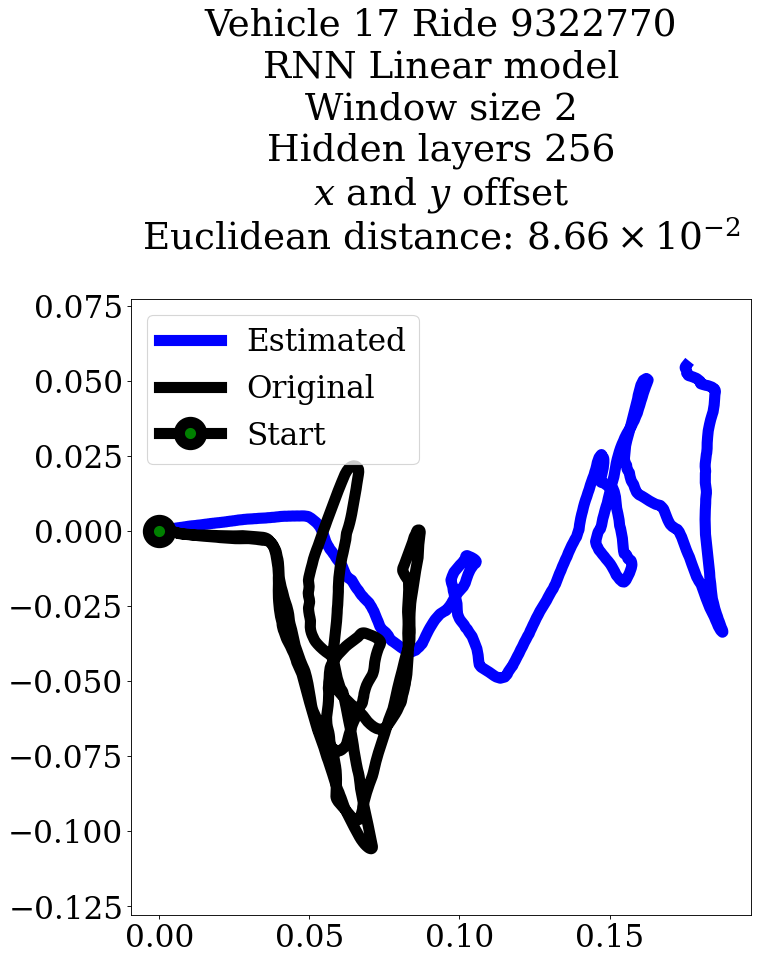 Vehicle 17 Ride 9322770
RNN Linear model
Window size 2
Hidden layers 256
x and y offset
Euclidean distance: 8.66 × 10⁻²
0.075
0.050
0.025
0.000
−0.025
−0.050
−0.075
−0.100
−0.125
Estimated
Original
Start
0.00 0.05 0.10 0.15